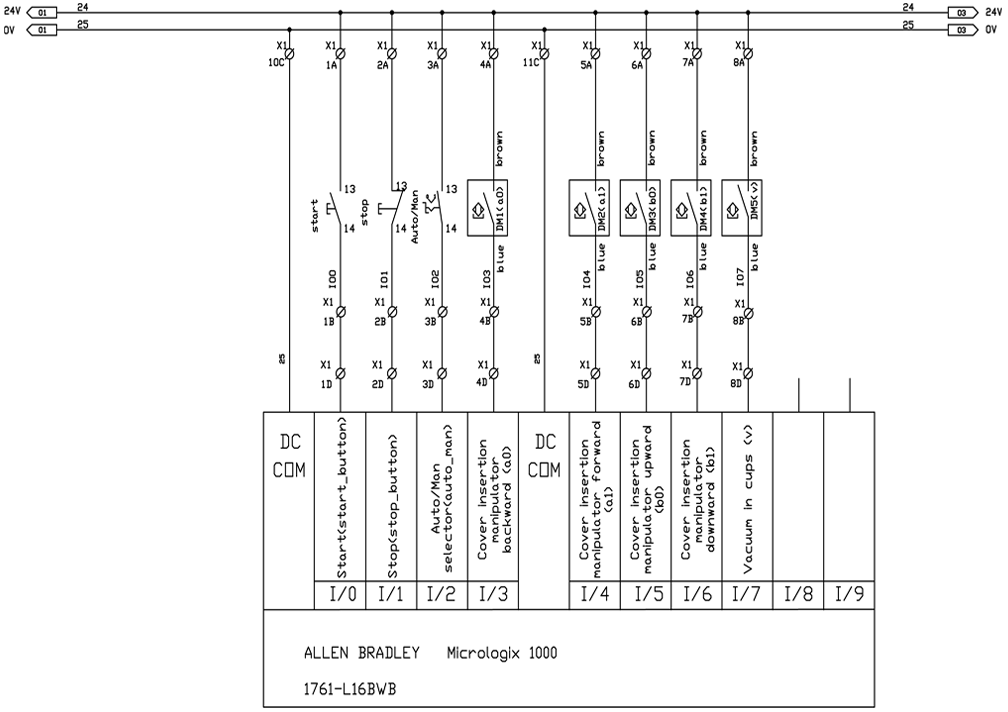 24V 01 24 24 03 24V
0V 01 25 25 03 0V
X1 X1 X1 X1 X1 X1 X1 X1 X1 X1
10C 1A 2A 3A 4A 11C 5A 6A 7A 8A
brown brown brown brown brown
13 13 13
start stop Auto/Man DM1(a0) DM2(a1) DM3(b0) DM4(b1) DM5(v)
14 14 14
blue blue blue blue blue
I00 I01 I02 I03 I04 I05 I06 I07
X1 X1 X1 X1 X1 X1 X1 X1
1B 2B 3B 4B 5B 6B 7B 8B
25 25
X1 X1 X1 X1 X1 X1 X1 X1
1D 2D 3D 4D 5D 6D 7D 8D
DC
COM
Start(start_button)
Stop(stop_button)
Auto/Man
selector(auto_man)
Cover insertion
manipulator
backward (a0)
DC
COM
Cover insertion
manipulator forward
(a1)
Cover insertion
manipulator upward
(b0)
Cover insertion
manipulator
downward (b1)
Vacuum in cups (v)
I/0 I/1 I/2 I/3 I/4 I/5 I/6 I/7 I/8 I/9
ALLEN BRADLEY Micrologix 1000
1761-L16BWB